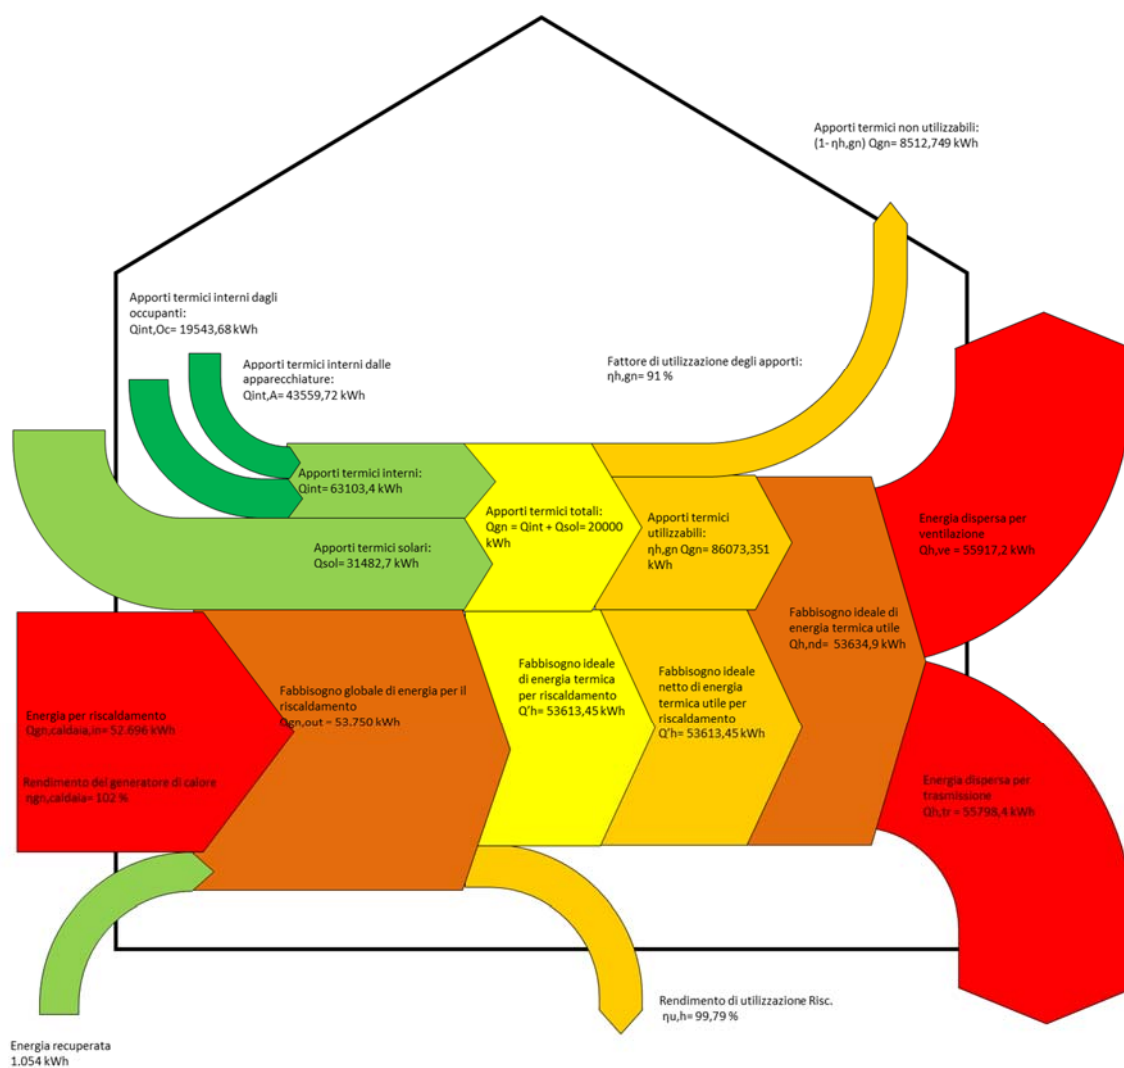 Apporti termici non utilizzabili:
(1- ηh,gn) Qgn= 8512,749 kWh
Apporti termici interni dagli
occupanti:
Qint,Oc= 19543,68 kWh
Apporti termici interni dalle
apparecchiature:
Qint,A= 43559,72 kWh
Fattore di utilizzazione degli apporti:
ηh,gn= 91 %
Apporti termici interni:
Qint= 63103,4 kWh
Apporti termici totali:
Qgn = Qint + Qsol= 20000
kWh
Apporti termici
utilizzabili:
ηh,gn Qgn= 86073,351
kWh
Energia dispersa per
ventilazione
Qh,ve = 55917,2 kWh
Apporti termici solari:
Qsol= 31482,7 kWh
Fabbisogno ideale di
energia termica utile
Qh,nd=  53634,9 kWh
Fabbisogno ideale
di energia termica
per riscaldamento
Q'h= 53613,45 kWh
Fabbisogno ideale
netto di energia
termica utile per
riscaldamento
Q'h= 53613,45 kWh
Fabbisogno globale di energia per il
riscaldamento
Qgn,out = 53.750 kWh
Energia per riscaldamento
Qgn,caldaia,in= 52.696 kWh
Rendimento del generatore di calore
ηgn,caldaia= 102 %
Energia dispersa per
trasmissione
Qh,tr = 55798,4 kWh
Rendimento di utilizzazione Risc.
ηu,h= 99,79 %
Energia recuperata
1.054 kWh